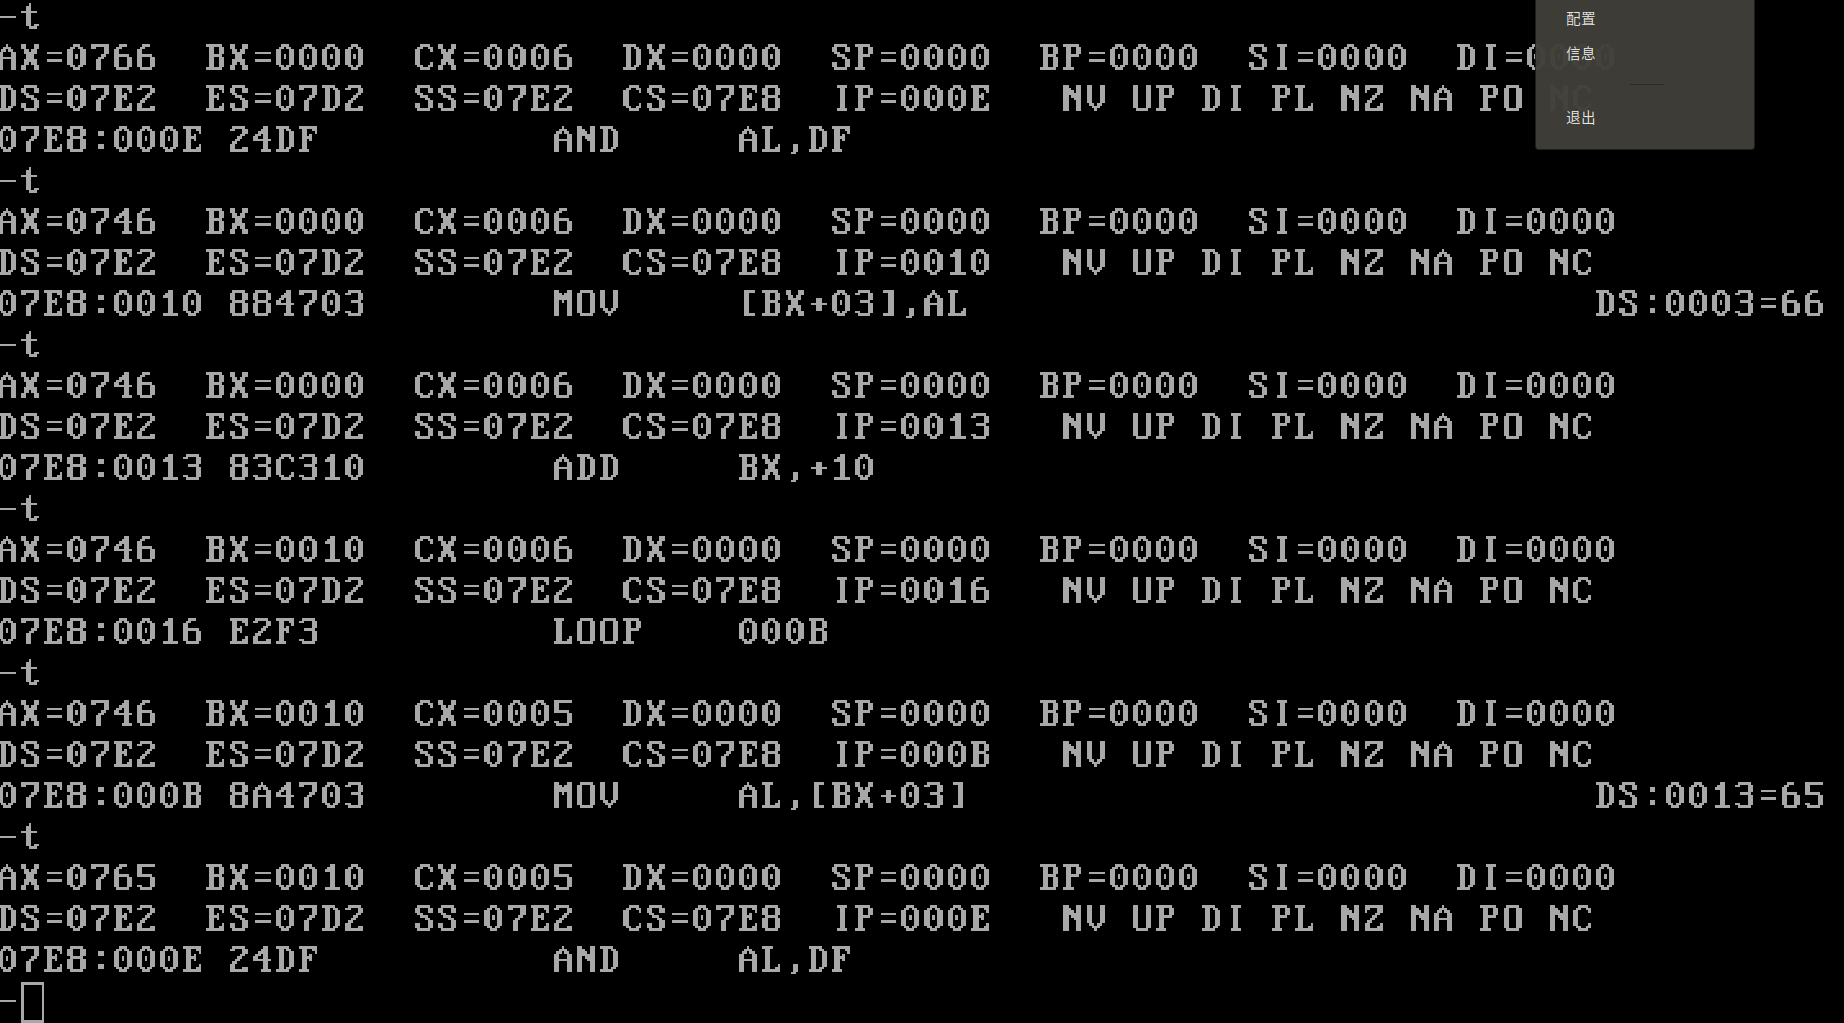 -t
AX=0766 BX=0000 CX=0006 DX=0000 SP=0000 BP=0000 SI=0000 DI=0000
DS=07E2 ES=07D2 SS=07E2 CS=07E8 IP=000E NV UP DI PL NZ NA PO NC
07E8:000E 24DF AND AL,DF
配置
信息
退出
-t
AX=0746 BX=0000 CX=0006 DX=0000 SP=0000 BP=0000 SI=0000 DI=0000
DS=07E2 ES=07D2 SS=07E2 CS=07E8 IP=0010 NV UP DI PL NZ NA PO NC
07E8:0010 884703 MOV [BX+03],AL DS:0003=66
-t
AX=0746 BX=0000 CX=0006 DX=0000 SP=0000 BP=0000 SI=0000 DI=0000
DS=07E2 ES=07D2 SS=07E2 CS=07E8 IP=0013 NV UP DI PL NZ NA PO NC
07E8:0013 83C310 ADD BX,+10
-t
AX=0746 BX=0010 CX=0006 DX=0000 SP=0000 BP=0000 SI=0000 DI=0000
DS=07E2 ES=07D2 SS=07E2 CS=07E8 IP=0016 NV UP DI PL NZ NA PO NC
07E8:0016 E2F3 LOOP 000B
-t
AX=0746 BX=0010 CX=0005 DX=0000 SP=0000 BP=0000 SI=0000 DI=0000
DS=07E2 ES=07D2 SS=07E2 CS=07E8 IP=000B NV UP DI PL NZ NA PO NC
07E8:000B 8A4703 MOV AL,[BX+03] DS:0013=65
-t
AX=0765 BX=0010 CX=0005 DX=0000 SP=0000 BP=0000 SI=0000 DI=0000
DS=07E2 ES=07D2 SS=07E2 CS=07E8 IP=000E NV UP DI PL NZ NA PO NC
07E8:000E 24DF AND AL,DF
-